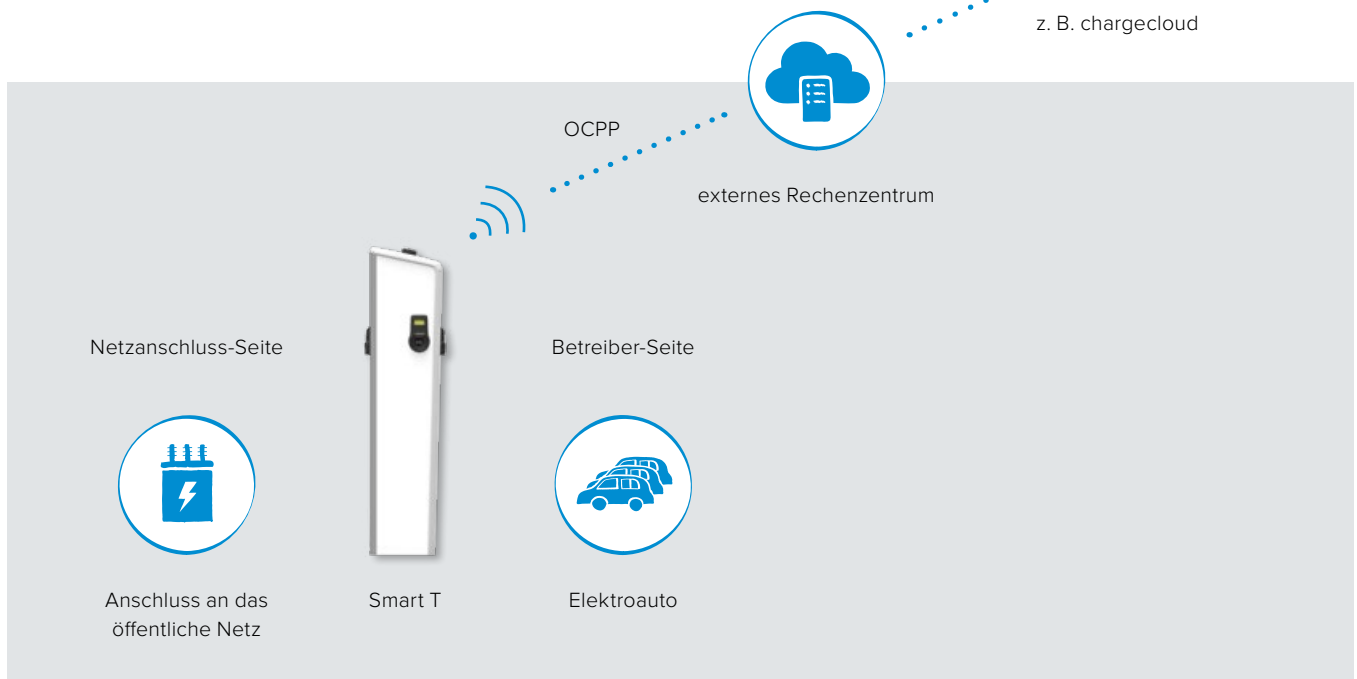 z. B. chargecloud
OCPP
externes Rechenzentrum
Netzanschluss-Seite
Betreiber-Seite
Anschluss an das
öffentliche Netz
Smart T
Elektroauto